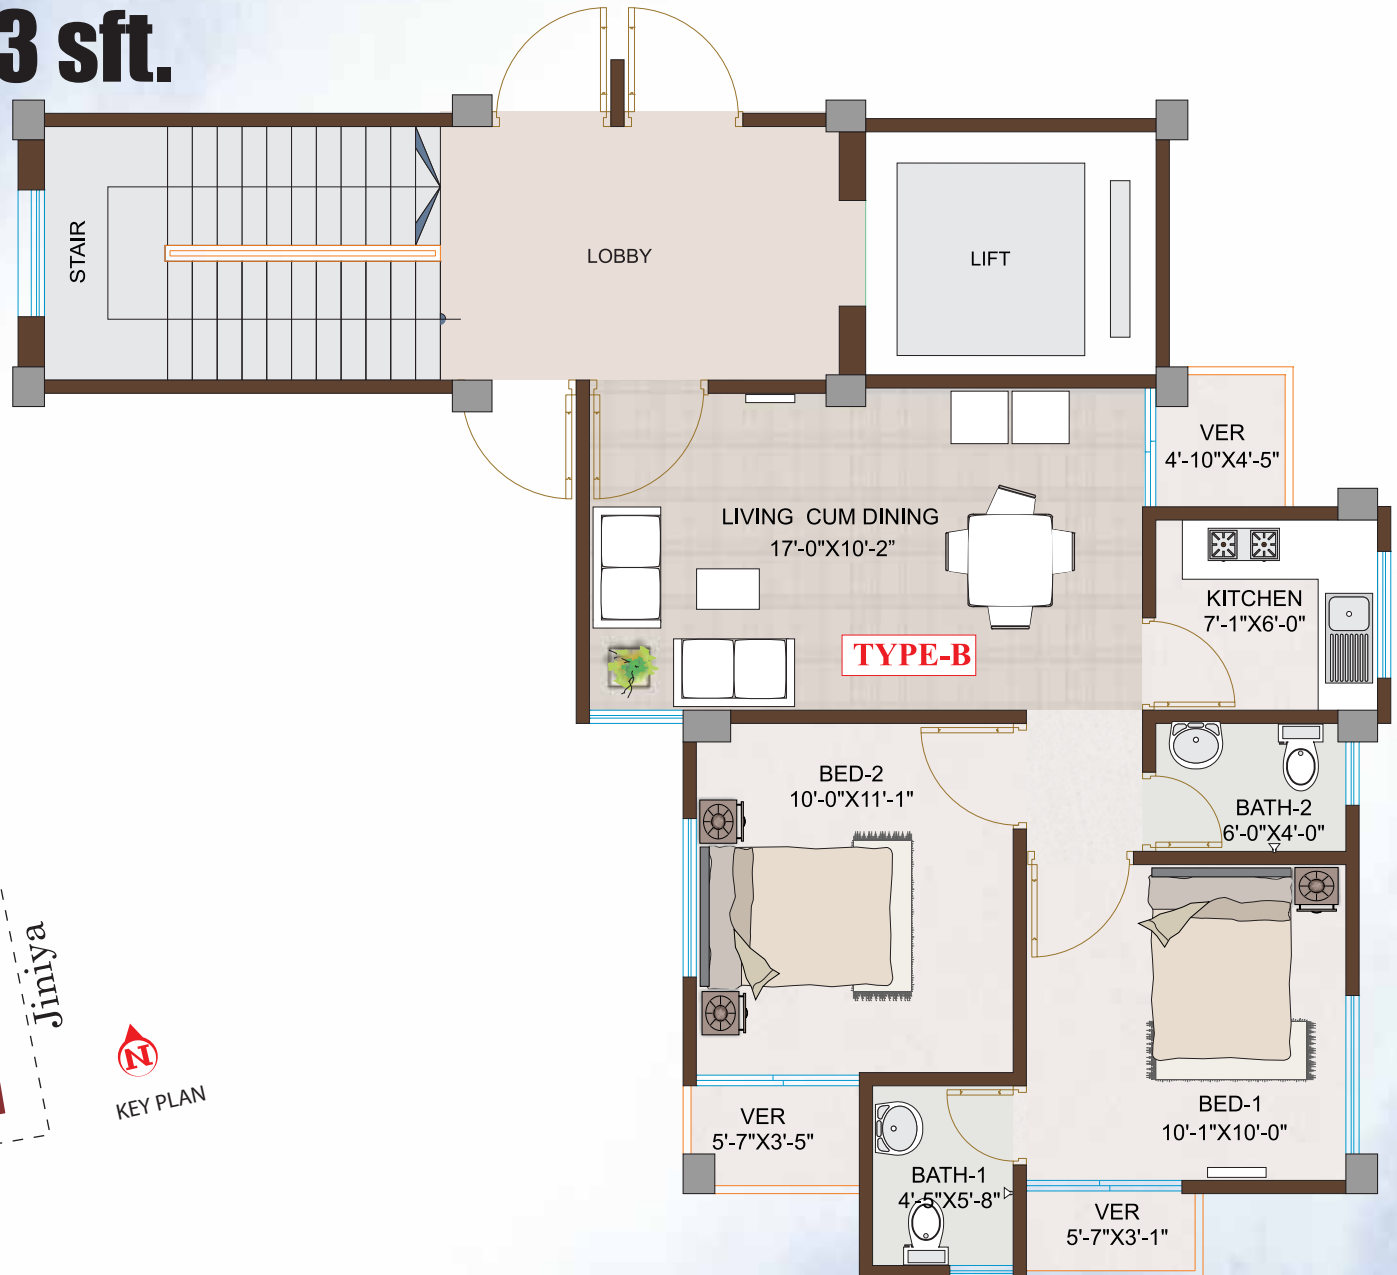 3 sft.
STAIR
LOBBY
LIFT
VER
4'-10"X4'-5"
LIVING CUM DINING
17'-0"X10'-2”
KITCHEN
7'-1"X6'-0"
TYPE-B
BED-2
10'-0"X11'-1"
BATH-2
6'-0"X4'-0"
Jiniya
N
KEY PLAN
BED-1
10'-1"X10'-0"
VER
5'-7"X3'-5"
BATH-1
4'-5"X5'-8"
VER
5'-7"X3'-1"